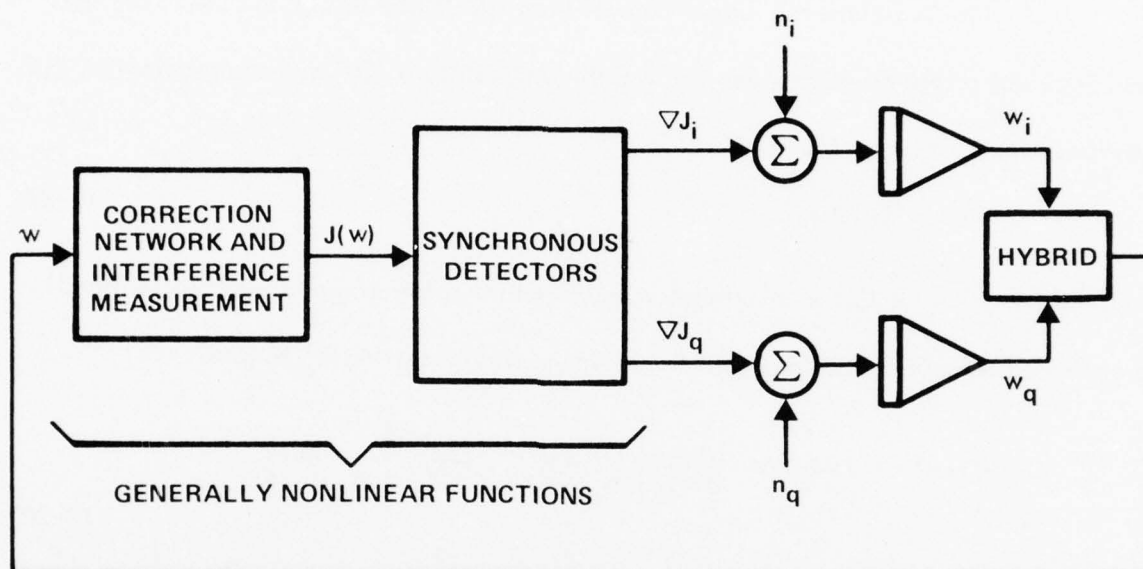 w
CORRECTION
NETWORK AND
INTERFERENCE
MEASUREMENT
J(w)
SYNCHRONOUS
DETECTORS
∇J_i
n_i
Σ
w_i
HYBRID
∇J_q
Σ
n_q
w_q
GENERALLY NONLINEAR FUNCTIONS